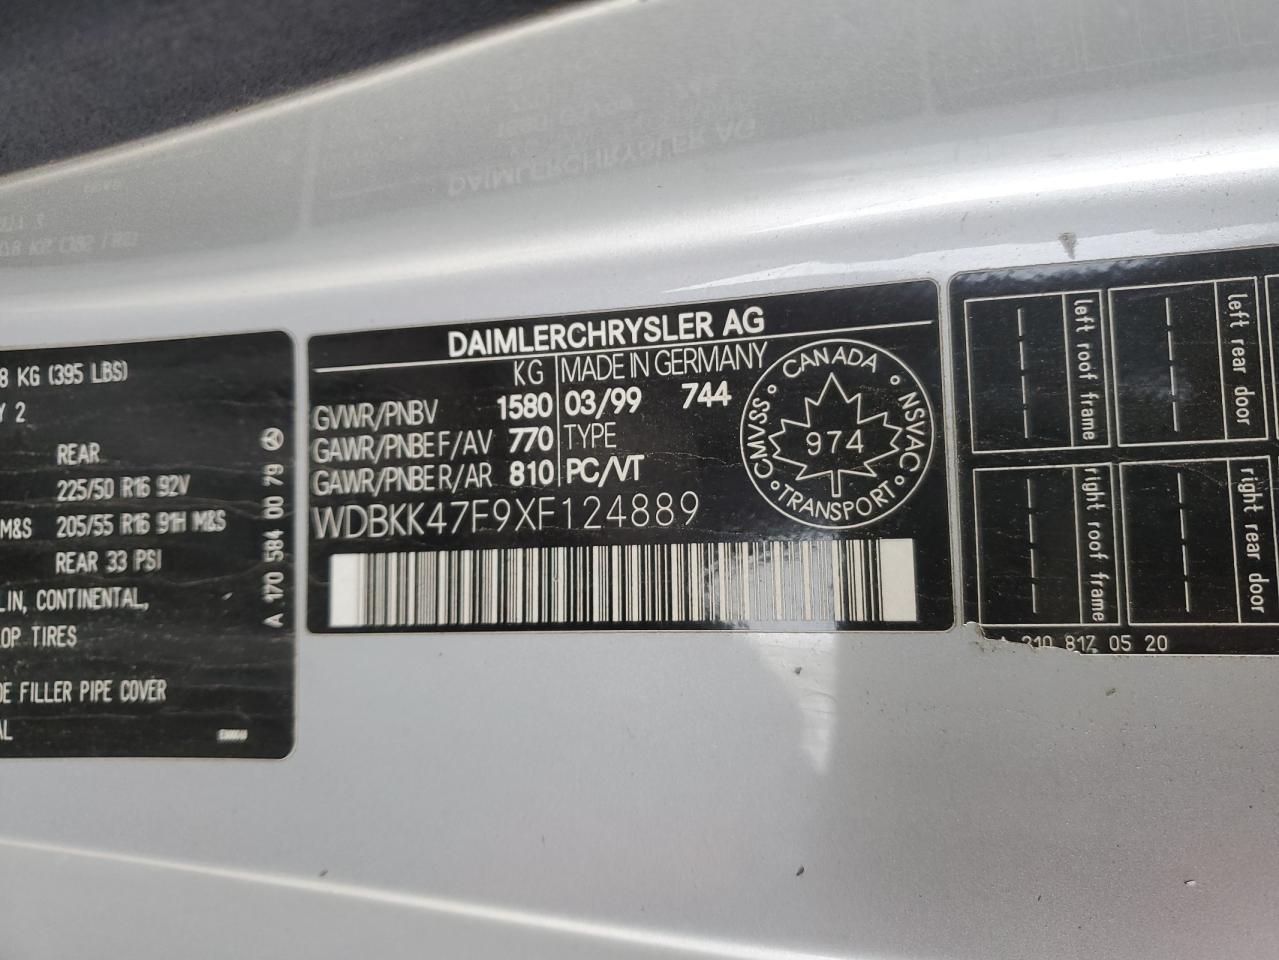 8 KG (395 LBS)
Y 2
REAR
225/50 R16 92V
M&S 205/55 R16 91H M&S
REAR 33 PSI
LIN, CONTINENTAL,
OP TIRES
DE FILLER PIPE COVER
AL
A 170 584 00 79
DAIMLERCHRYSLER AG
KG MADE IN GERMANY
GVWR/PNBV 1580 03/99 744
GAWR/PNBE F/AV 770 TYPE
GAWR/PNBE R/AR 810 PC/VT
WDBKK47F9XF124889
CANADA
CMVSS NSVAC
974
TRANSPORT
left roof frame
left rear door
right roof frame
right rear door
A 210 817 05 20